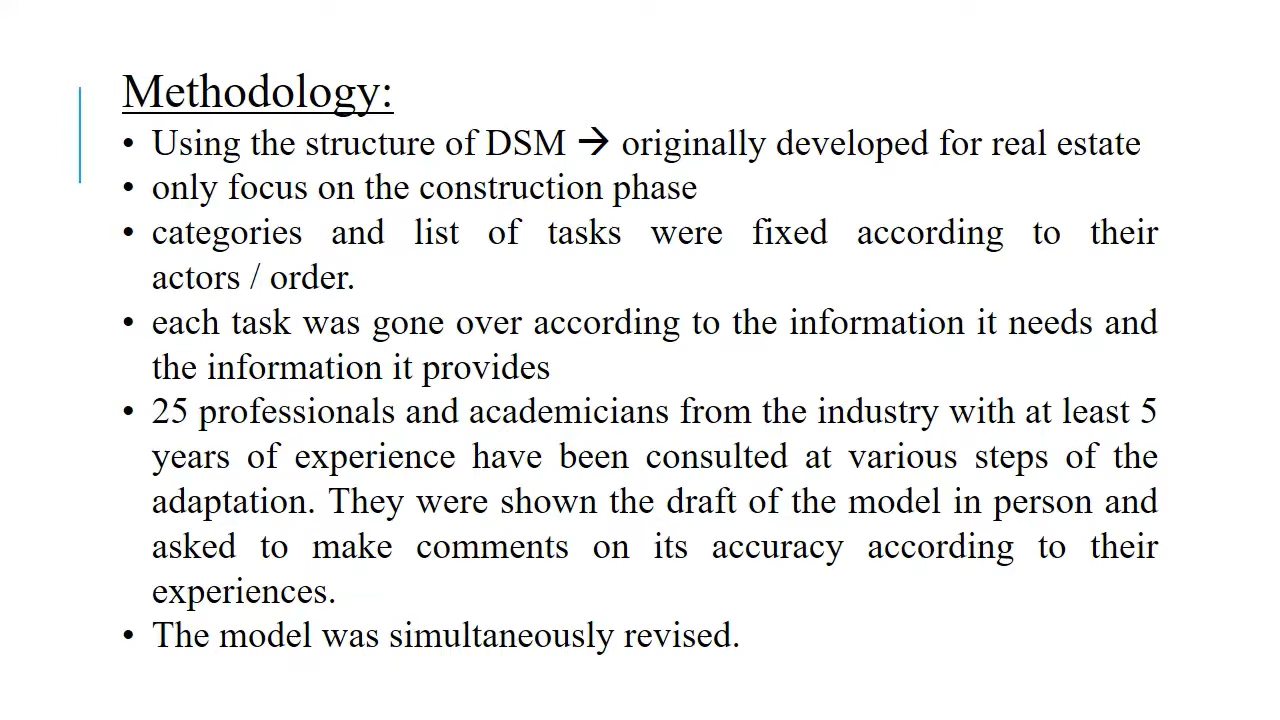 Methodology:
• Using the structure of DSM → originally developed for real estate
• only focus on the construction phase
• categories and list of tasks were fixed according to their
actors / order.
• each task was gone over according to the information it needs and
the information it provides
• 25 professionals and academicians from the industry with at least 5
years of experience have been consulted at various steps of the
adaptation. They were shown the draft of the model in person and
asked to make comments on its accuracy according to their
experiences.
• The model was simultaneously revised.